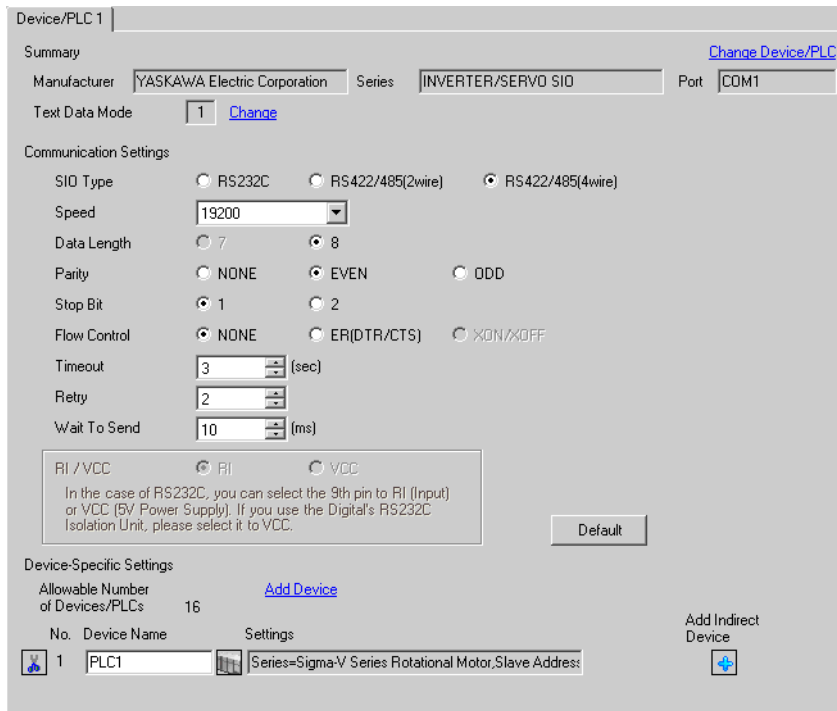 Device/PLC 1
Summary
Change Device/PLC
Manufacturer YASKAWA Electric Corporation Series INVERTER/SERVO SIO Port COM1
Text Data Mode 1 Change
Communication Settings
SIO Type RS232C RS422/485(2wire) RS422/485(4wire)
Speed 19200
Data Length 7 8
Parity NONE EVEN ODD
Stop Bit 1 2
Flow Control NONE ER(DTR/CTS) XON/XOFF
Timeout 3 (sec)
Retry 2
Wait To Send 10 (ms)
RI / VCC RI VCC
In the case of RS232C, you can select the 9th pin to RI (Input)
or VCC (5V Power Supply). If you use the Digital's RS232C
Isolation Unit, please select it to VCC.
Default
Device-Specific Settings
Allowable Number
of Devices/PLCs 16
Add Device
No. Device Name Settings
Add Indirect
Device
1 PLC1 Series=Sigma-V Series Rotational Motor,Slave Address